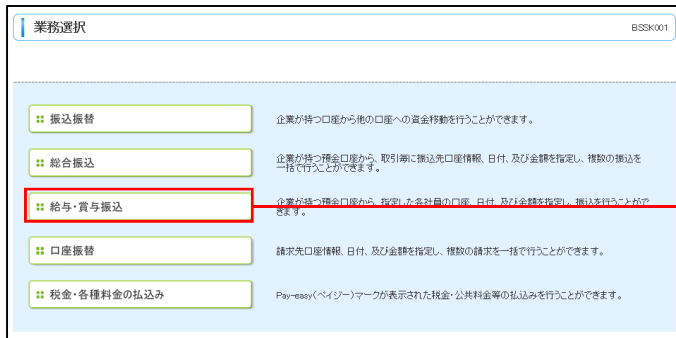 業務選択
BSSK001
振込振替
企業が持つ口座から他の口座への資金移動を行うことができます。
総合振込
企業が持つ預金口座から、取引毎に振込先口座情報、日付、及び金額を指定し、複数の振込を
一括で行うことができます。
給与・賞与振込
企業が持つ預金口座から、指定した各社員の口座、日付、及び金額を指定し、振込を行うことがで
きます。
口座振替
請求先口座情報、日付、及び金額を指定し、複数の請求を一括で行うことができます。
税金・各種料金の払込み
Pay-easy(ペイジー)マークが表示された税金・公共料金等の払込みを行うことができます。